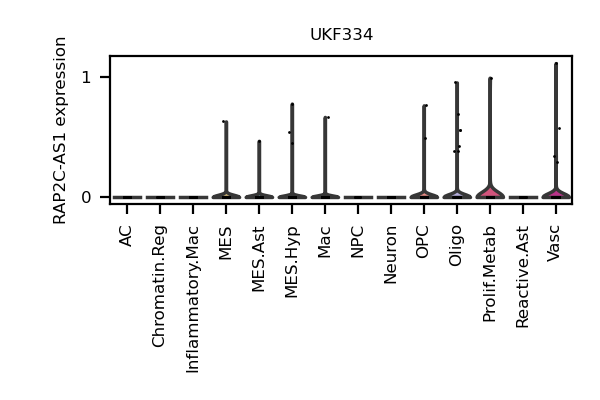 UKF334
RAP2C-AS1 expression
1
0
AC
Chromatin.Reg
Inflammatory.Mac
MES
MES.Ast
MES.Hyp
Mac
NPC
Neuron
OPC
Oligo
Prolif.Metab
Reactive.Ast
Vasc